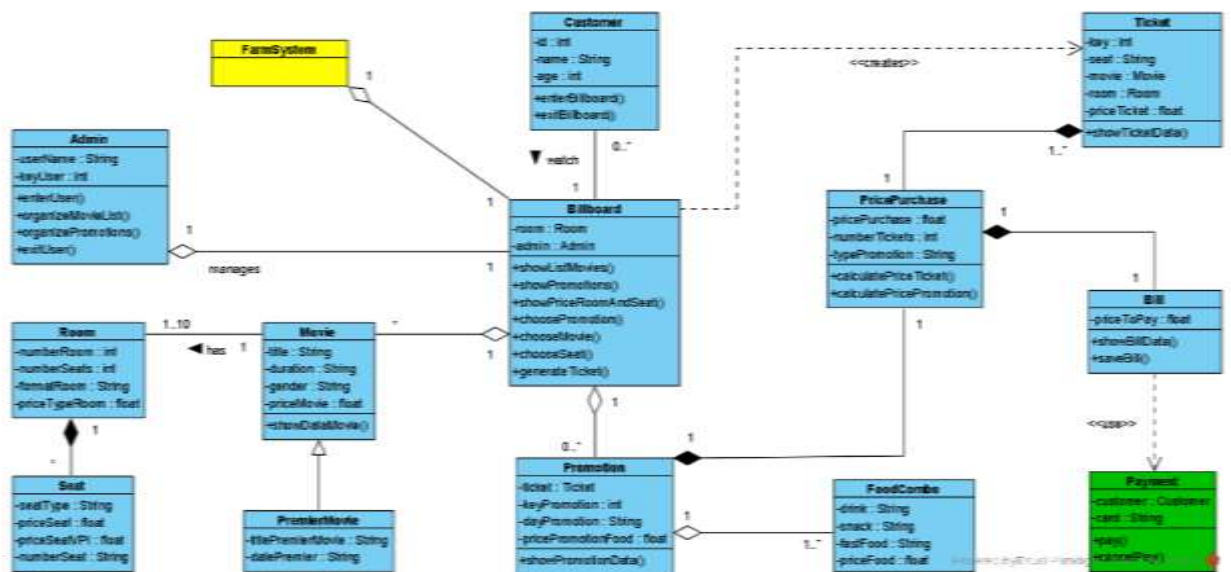 FarmSystem
1
1
Customer
-id : int
-name : String
-age : int
+enterBillboard()
+exitBillboard()
0..*
watch
1
<<creates>>
Ticket
-key : int
-seat : String
-movie : Movie
-room : Room
-priceTicket : float
+showTicketData()
1..*
1
Admin
-userName : String
-keyUser : int
+enterUser()
+organizeMovieList()
+organizePromotions()
+exitUser()
1
manages
1
Billboard
-room : Room
-admin : Admin
+showListMovies()
+showPromotions()
+showPriceRoomAndSeat()
+choosePromotion()
+chooseMovie()
+chooseSeat()
+generateTicket()
PricePurchase
-pricePurchase : float
-numberTickets : int
-typePromotion : String
+calculatePriceTicket()
+calculatePricePromotion()
1
1
1
Bill
-priceToPay : float
+showBillData()
+saveBill()
<<use>>
Room
-numberRoom : int
-numberSeats : int
-formatRoom : String
-priceTypeRoom : float
1..10
has
1
Movie
-title : String
-duration : String
-gender : String
-priceMovie : float
+showDataMovie()
*
1
1
*
Seat
-seatType : String
-priceSeat : float
-numberSeat : String
PremierMovie
-titlePremierMovie : String
-datePremier : String
1
0..*
Promotion
-ticket : Ticket
-keyPromotion : int
-dayPromotion : String
-pricePromotionFood : float
+showPromotionData()
1
1
1..*
FoodCombo
-drink : String
-snack : String
-fastFood : String
-priceFood : float
Payment
-customer : Customer
-card : String
+pay()
+cancelPay()